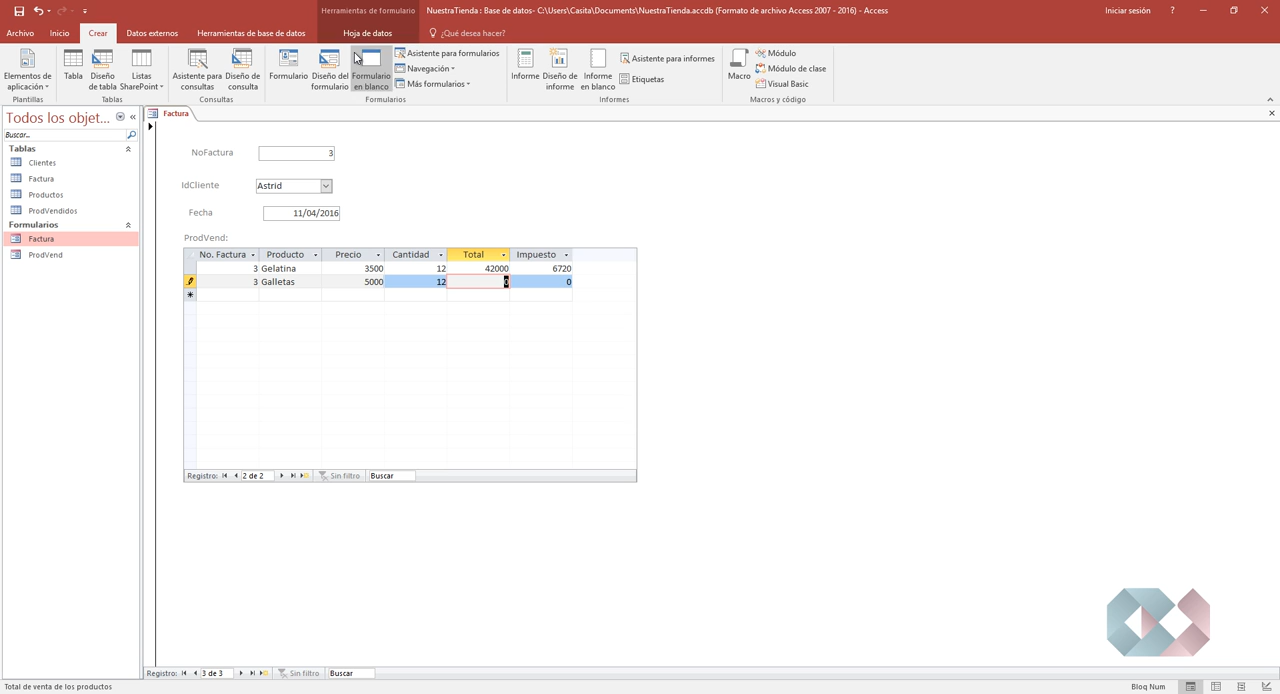 Herramientas de formulario
NuestraTienda : Base de datos- C:\Users\Casita\Documents\NuestraTienda.accdb (Formato de archivo Access 2007 - 2016) - Access
Iniciar sesión
?
Archivo
Inicio
Crear
Datos externos
Herramientas de base de datos
Hoja de datos
¿Qué desea hacer?
Elementos de aplicación
Tabla
Diseño de tabla
Listas SharePoint
Asistente para consultas
Diseño de consulta
Formulario
Diseño del formulario
Formulario en blanco
Asistente para formularios
Navegación
Más formularios
Informe
Diseño de informe
Informe en blanco
Asistente para informes
Etiquetas
Macro
Módulo
Módulo de clase
Visual Basic
Plantillas
Tablas
Consultas
Formularios
Informes
Macros y código
Todos los objet...
Buscar...
Tablas
Clientes
Factura
Productos
ProdVendidos
Formularios
Factura
ProdVend
Factura
NoFactura 3
IdCliente Astrid
Fecha 11/04/2016
ProdVend:
No. Factura Producto Precio Cantidad Total Impuesto
3 Gelatina 3500 12 42000 6720
3 Galletas 5000 12 0 0
Registro: 2 de 2 Sin filtro Buscar
Registro: 3 de 3 Sin filtro Buscar
Total de venta de los productos
Bloq Num